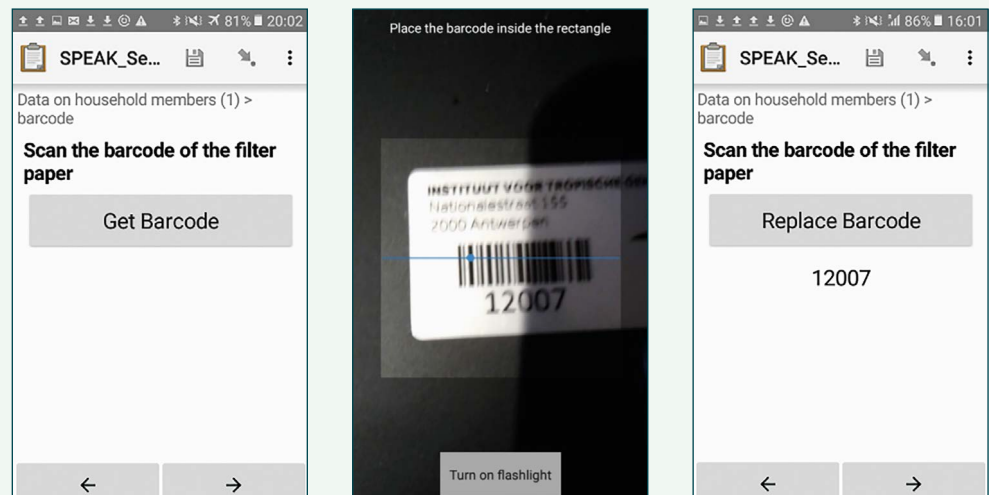 81% 20:02
SPEAK_Se...
Data on household members (1) >
barcode
Scan the barcode of the filter
paper
Get Barcode
Place the barcode inside the rectangle
INSTITUUT VOOR TROPISCHE
Nationalestraat 155
2000 Antwerpen
12007
Turn on flashlight
86% 16:01
SPEAK_Se...
Data on household members (1) >
barcode
Scan the barcode of the filter
paper
Replace Barcode
12007